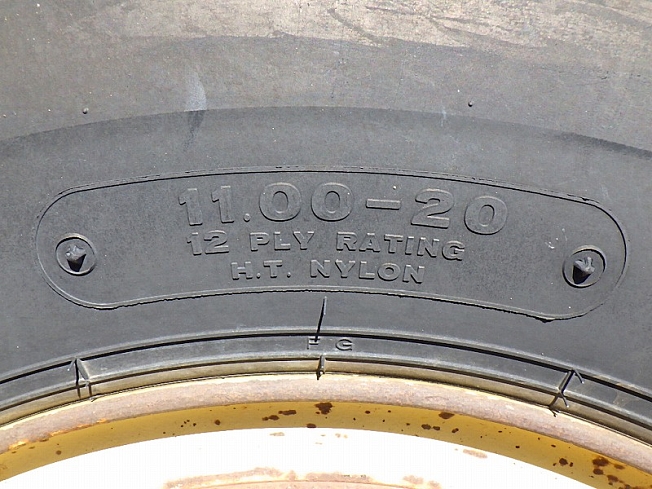 11.00-20
12 PLY RATING
H.T. NYLON
F G